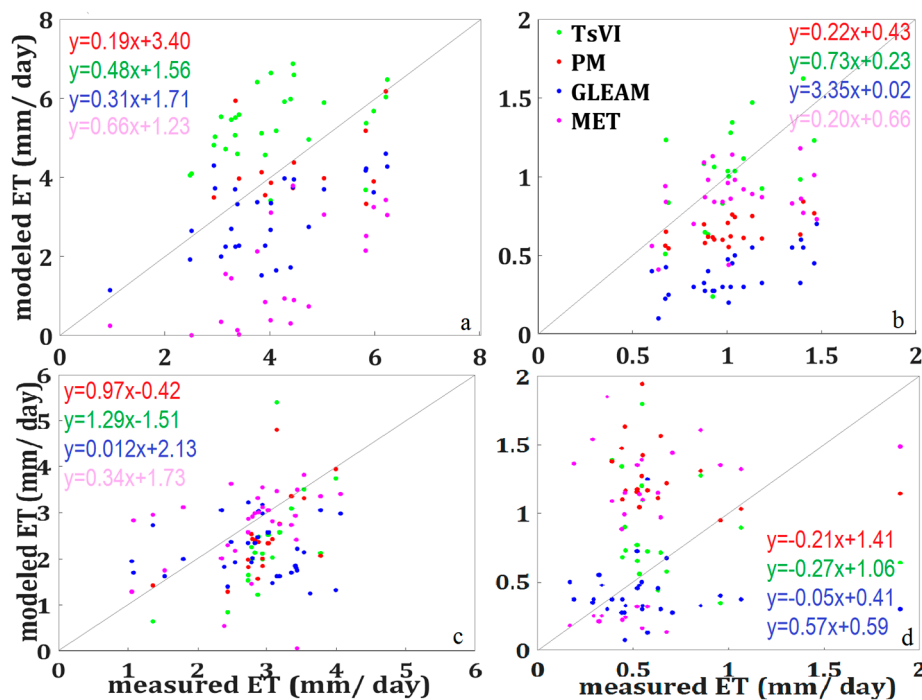 8
6
4
2
0
modeled ET (mm/ day)
y=0.19x+3.40
y=0.48x+1.56
y=0.31x+1.71
y=0.66x+1.23
a
0 2 4 6 8
2
1.5
1
0.5
0
TsVI
PM
GLEAM
MET
y=0.22x+0.43
y=0.73x+0.23
y=3.35x+0.02
y=0.20x+0.66
b
0 0.5 1 1.5 2
6
5
4
3
2
1
0
modeled ET (mm/ day)
y=0.97x-0.42
y=1.29x-1.51
y=0.012x+2.13
y=0.34x+1.73
c
0 1 2 3 4 5 6
measured ET (mm/ day)
2
1.5
1
0.5
0
y=-0.21x+1.41
y=-0.27x+1.06
y=-0.05x+0.41
y=0.57x+0.59
d
0 0.5 1 1.5 2
measured ET (mm/ day)